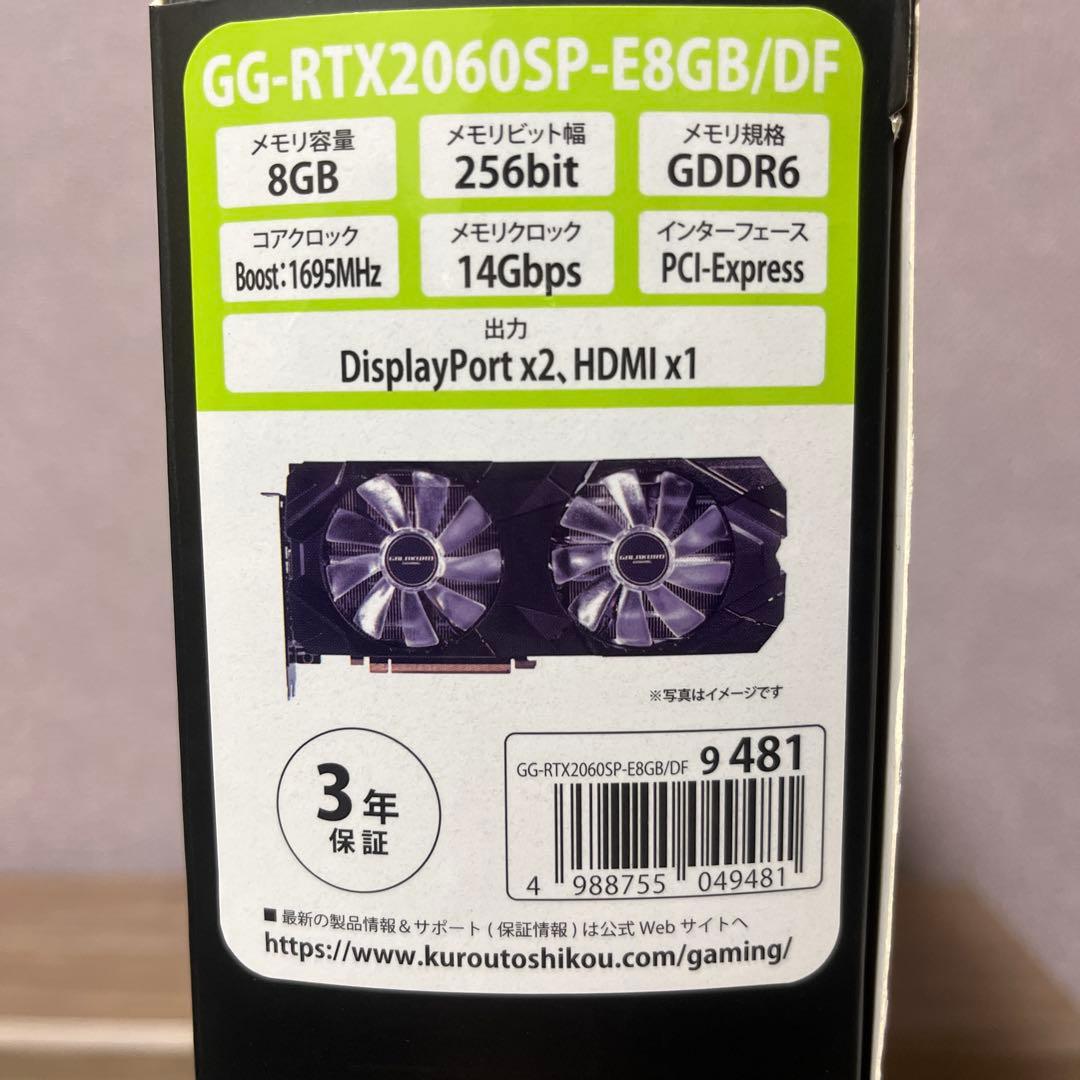 GG-RTX2060SP-E8GB/DF
メモリ容量
8GB
メモリビット幅
256bit
メモリ規格
GDDR6
コアクロック
Boost:1695MHz
メモリクロック
14Gbps
インターフェース
PCI-Express
出力
DisplayPort x2、HDMI x1
GALAKURO
GAMING
GALAKURO
GAMING
※写真はイメージです
3年
保証
GG-RTX2060SP-E8GB/DF 9 481
4 988755 049481
■ 最新の製品情報&サポート ( 保証情報 ) は公式 Web サイトへ
https://www.kuroutoshikou.com/gaming/